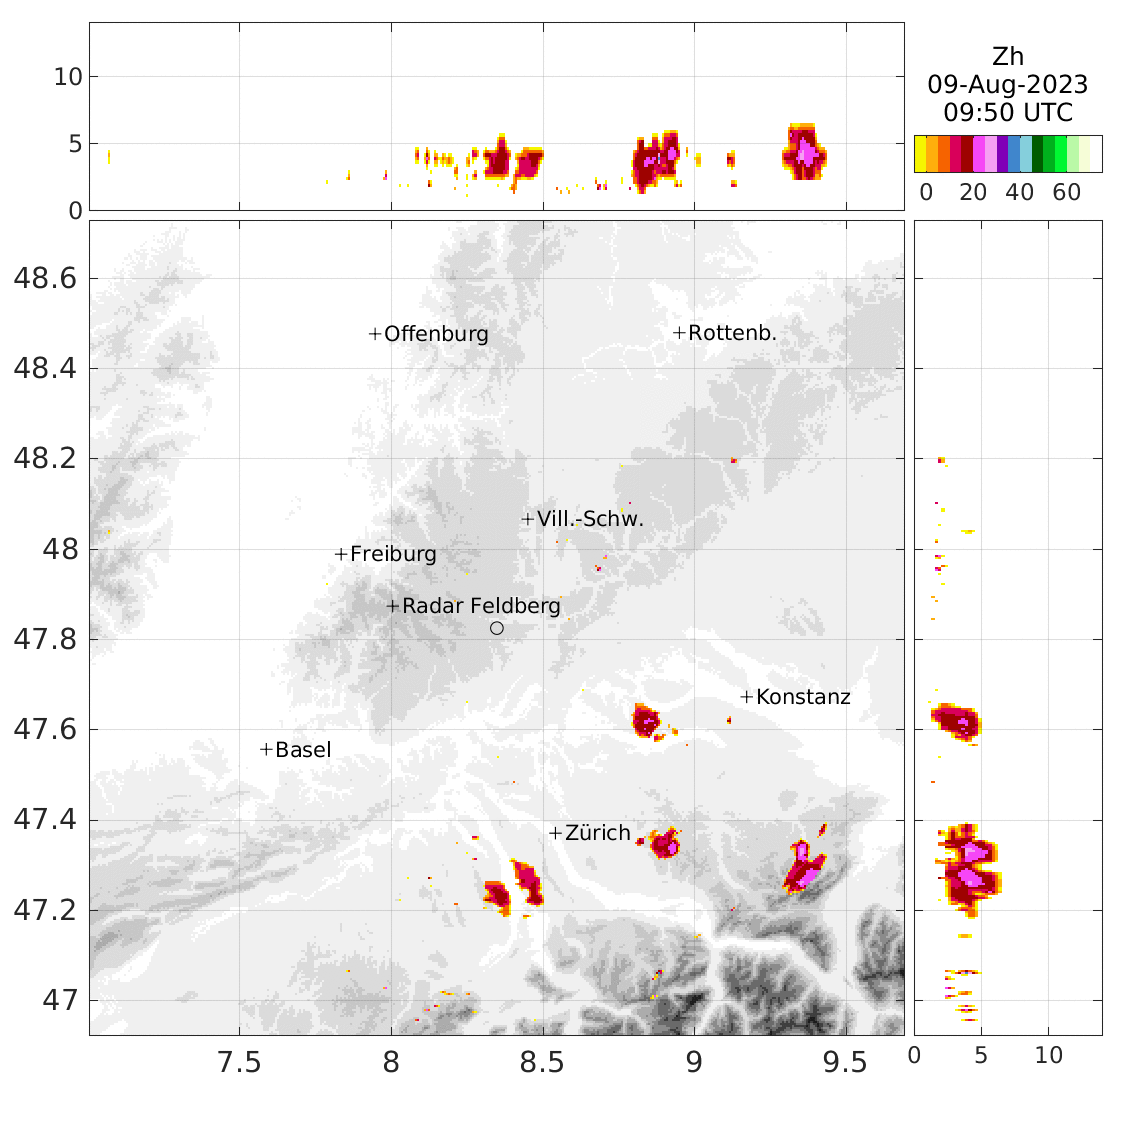 10
5
0
Zh
09-Aug-2023
09:50 UTC
0 20 40 60
48.6
48.4
48.2
48
47.8
47.6
47.4
47.2
47
+Offenburg
+Rottenb.
+Vill.-Schw.
+Freiburg
+Radar Feldberg
+Konstanz
+Basel
+Zürich
7.5 8 8.5 9 9.5
0 5 10